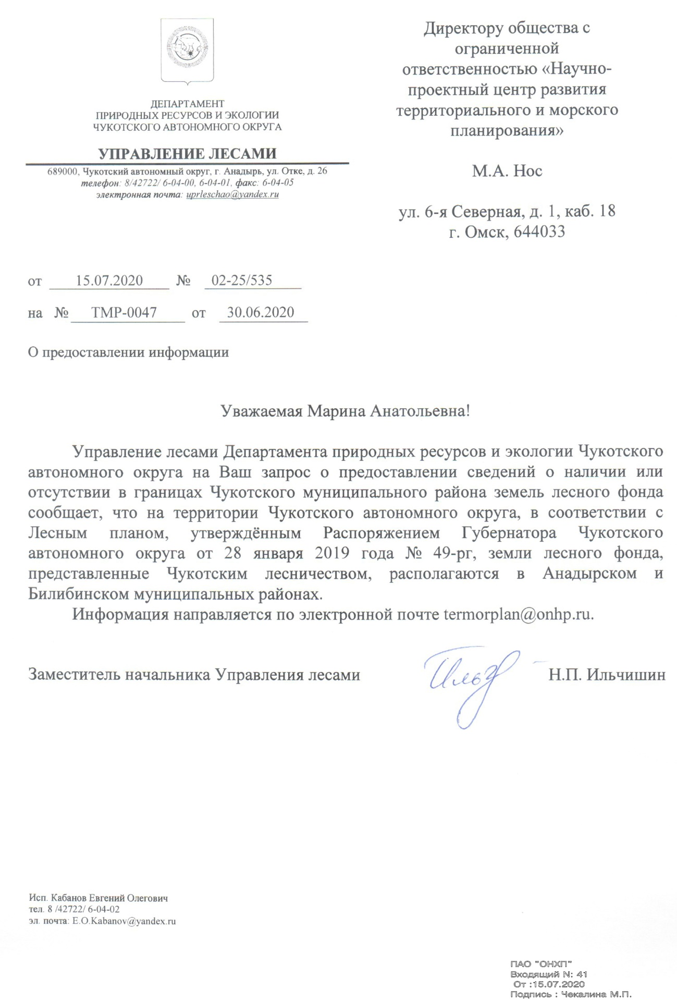 ДЕПАРТАМЕНТ
ПРИРОДНЫХ РЕСУРСОВ И ЭКОЛОГИИ
ЧУКОТСКОГО АВТОНОМНОГО ОКРУГА
УПРАВЛЕНИЕ ЛЕСАМИ
689000, Чукотский автономный округ, г. Анадырь, ул. Отке, д. 26
телефон: 8/42722/ 6-04-00, 6-04-01, факс: 6-04-05
электронная почта: uprleschao@yandex.ru
Директору общества с
ограниченной
ответственностью «Научно-
проектный центр развития
территориального и морского
планирования»
М.А. Нос
ул. 6-я Северная, д. 1, каб. 18
г. Омск, 644033
от 15.07.2020 № 02-25/535
на № ТМР-0047 от 30.06.2020
О предоставлении информации
Уважаемая Марина Анатольевна!
Управление лесами Департамента природных ресурсов и экологии Чукотского
автономного округа на Ваш запрос о предоставлении сведений о наличии или
отсутствии в границах Чукотского муниципального района земель лесного фонда
сообщает, что на территории Чукотского автономного округа, в соответствии с
Лесным планом, утверждённым Распоряжением Губернатора Чукотского
автономного округа от 28 января 2019 года № 49-рг, земли лесного фонда,
представленные Чукотским лесничеством, располагаются в Анадырском и
Билибинском муниципальных районах.
Информация направляется по электронной почте termorplan@onhp.ru.
Заместитель начальника Управления лесами Н.П. Ильчишин
Исп. Кабанов Евгений Олегович
тел. 8 /42722/ 6-04-02
эл. почта: E.O.Kabanov@yandex.ru
ПАО "ОНХП"
Входящий N: 41
От :15.07.2020
Подпись : Чекалина М.П.